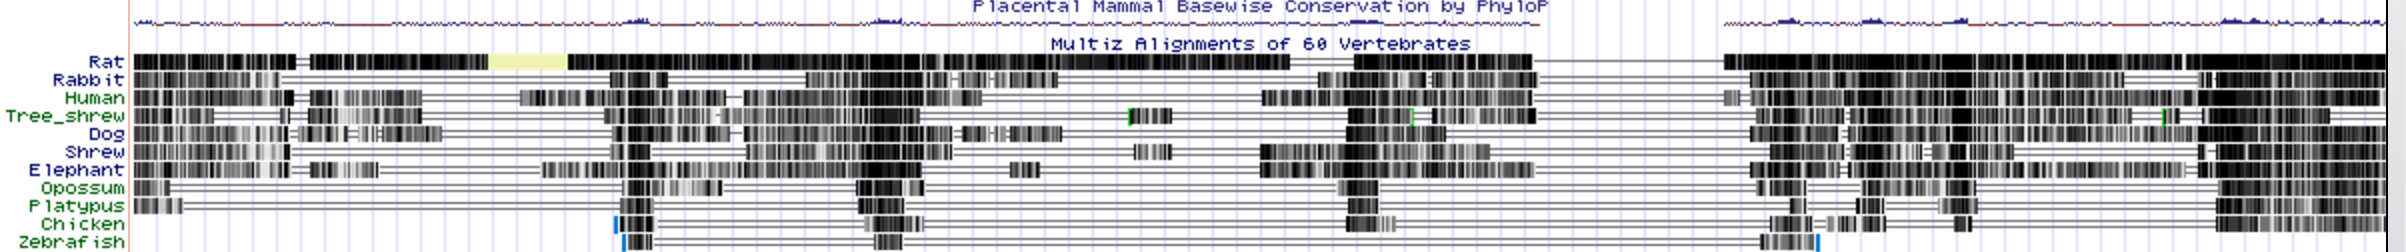 Placental Mammal Basewise Conservation by PhyloP
Multiz Alignments of 60 Vertebrates
Rat
Rabbit
Human
Tree_shrew
Dog
Shrew
Elephant
Opossum
Platypus
Chicken
Zebrafish